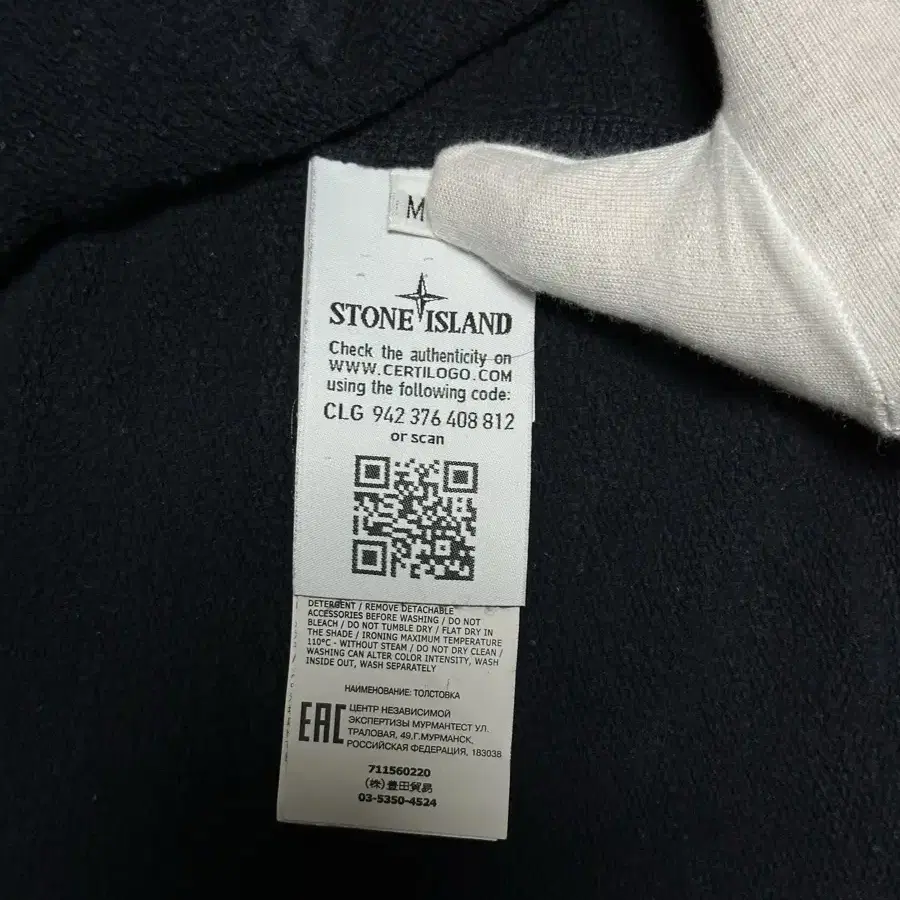 M
STONE ISLAND
Check the authenticity on
WWW.CERTILOGO.COM
using the following code:
CLG 942 376 408 812
or scan
DETERGENT / REMOVE DETACHABLE
ACCESSORIES BEFORE WASHING / DO NOT
BLEACH / DO NOT TUMBLE DRY / FLAT DRY IN
THE SHADE / IRONING MAXIMUM TEMPERATURE
110°C - WITHOUT STEAM / DO NOT DRY CLEAN /
WASHING CAN ALTER COLOR INTENSITY, WASH
INSIDE OUT, WASH SEPARATELY
НАИМЕНОВАНИЕ: ТОЛСТОВКА
EAC
ЦЕНТР НЕЗАВИСИМОЙ
ЭКСПЕРТИЗЫ МУРМАНТЕСТ УЛ.
ТРАЛОВАЯ, 49,Г.МУРМАНСК,
РОССИЙСКАЯ ФЕДЕРАЦИЯ, 183038
711560220
(株)豊田貿易
03-5350-4524